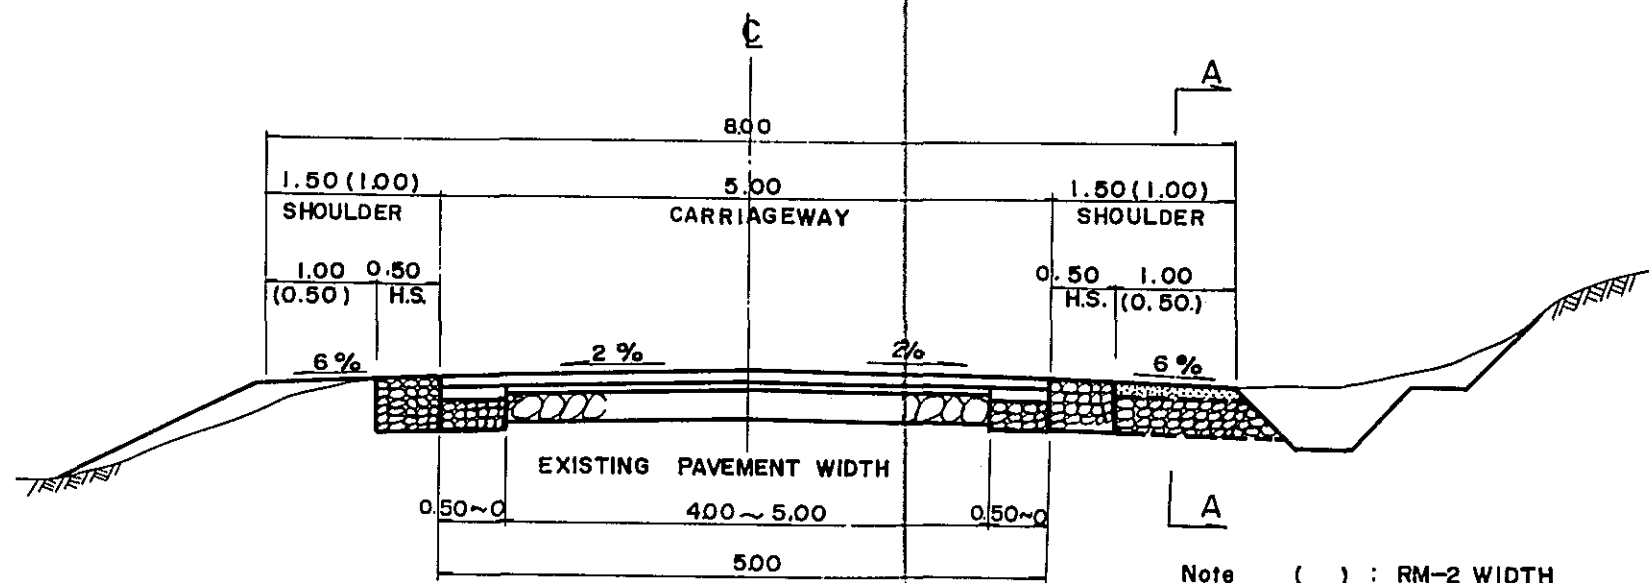 ℄
A
8.00
1.50 (1.00) 5.00 1.50 (1.00)
SHOULDER CARRIAGEWAY SHOULDER
1.00 0.50 0.50 1.00
(0.50) H.S. H.S. (0.50.)
6% 2% 2% 6%
EXISTING PAVEMENT WIDTH
0.50~0 4.00 ~ 5.00 0.50~0 A
5.00
Note ( ) : RM-2 WIDTH